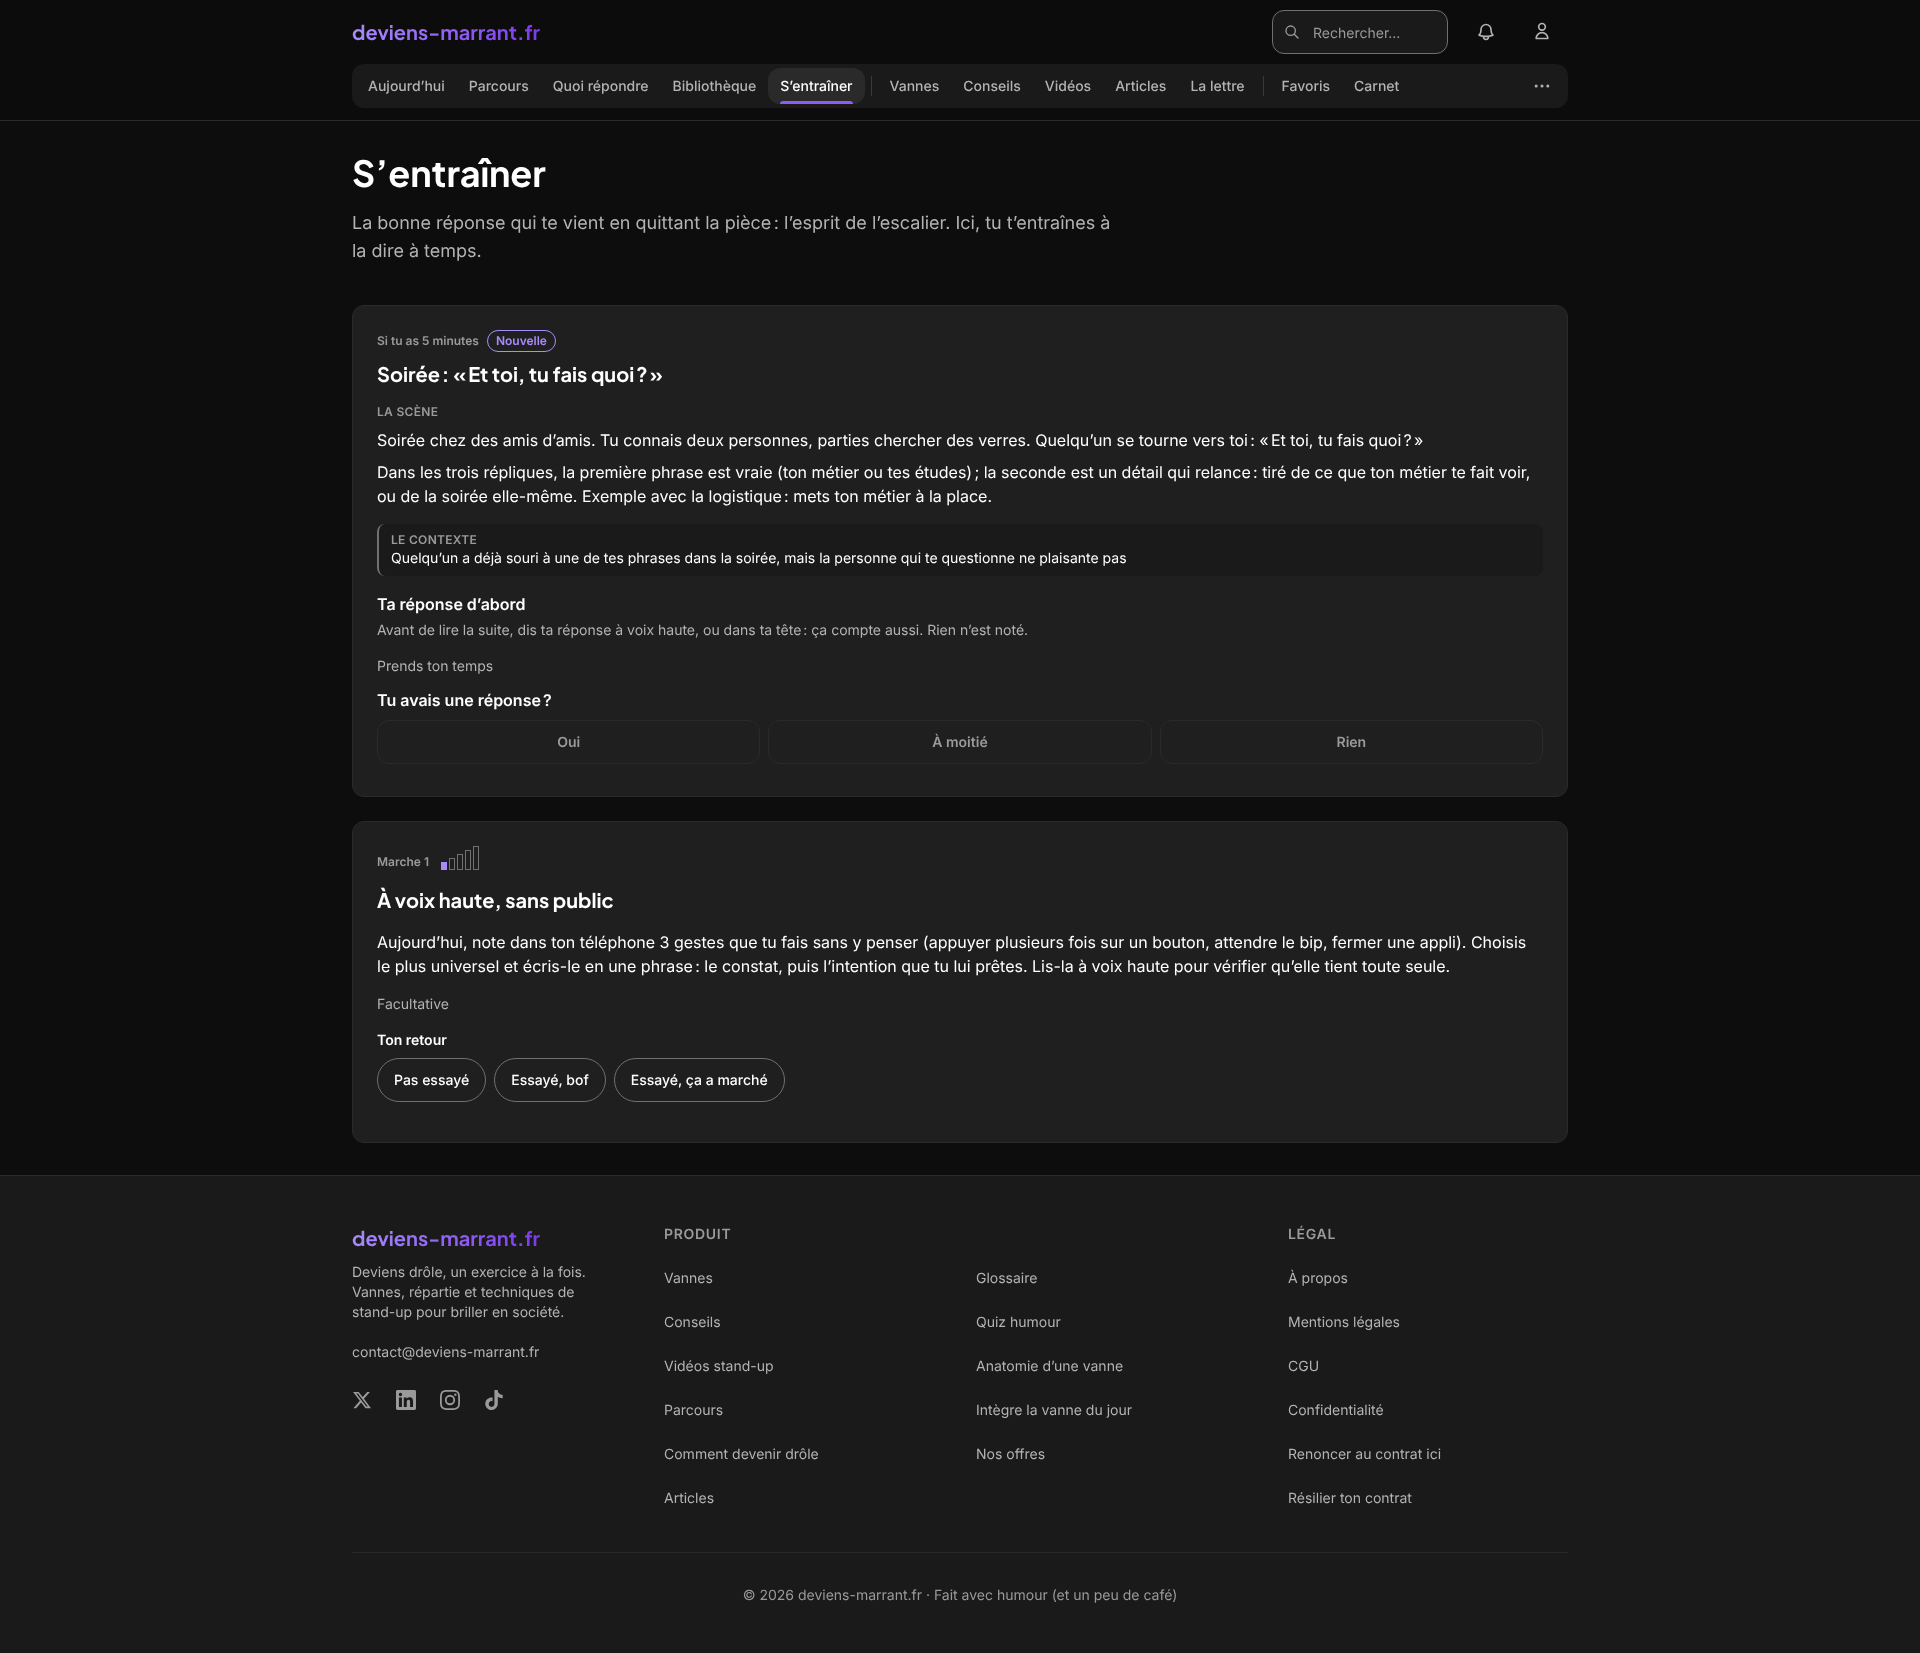 deviens-marrant.fr
Rechercher...
Aujourd’hui
Parcours
Quoi répondre
Bibliothèque
S’entraîner
Vannes
Conseils
Vidéos
Articles
La lettre
Favoris
Carnet
S’entraîner
La bonne réponse qui te vient en quittant la pièce : l’esprit de l’escalier. Ici, tu t’entraînes à
la dire à temps.
Si tu as 5 minutes
Nouvelle
Soirée : « Et toi, tu fais quoi ? »
LA SCÈNE
Soirée chez des amis d’amis. Tu connais deux personnes, parties chercher des verres. Quelqu’un se tourne vers toi : « Et toi, tu fais quoi ? »
Dans les trois répliques, la première phrase est vraie (ton métier ou tes études) ; la seconde est un détail qui relance : tiré de ce que ton métier te fait voir,
ou de la soirée elle-même. Exemple avec la logistique : mets ton métier à la place.
LE CONTEXTE
Quelqu’un a déjà souri à une de tes phrases dans la soirée, mais la personne qui te questionne ne plaisante pas
Ta réponse d’abord
Avant de lire la suite, dis ta réponse à voix haute, ou dans ta tête : ça compte aussi. Rien n’est noté.
Prends ton temps
Tu avais une réponse ?
Oui
À moitié
Rien
Marche 1
À voix haute, sans public
Aujourd’hui, note dans ton téléphone 3 gestes que tu fais sans y penser (appuyer plusieurs fois sur un bouton, attendre le bip, fermer une appli). Choisis
le plus universel et écris-le en une phrase : le constat, puis l’intention que tu lui prêtes. Lis-la à voix haute pour vérifier qu’elle tient toute seule.
Facultative
Ton retour
Pas essayé
Essayé, bof
Essayé, ça a marché
deviens-marrant.fr
Deviens drôle, un exercice à la fois.
Vannes, répartie et techniques de
stand-up pour briller en société.
contact@deviens-marrant.fr
PRODUIT
Vannes
Conseils
Vidéos stand-up
Parcours
Comment devenir drôle
Articles
Glossaire
Quiz humour
Anatomie d’une vanne
Intègre la vanne du jour
Nos offres
LÉGAL
À propos
Mentions légales
CGU
Confidentialité
Renoncer au contrat ici
Résilier ton contrat
© 2026 deviens-marrant.fr · Fait avec humour (et un peu de café)